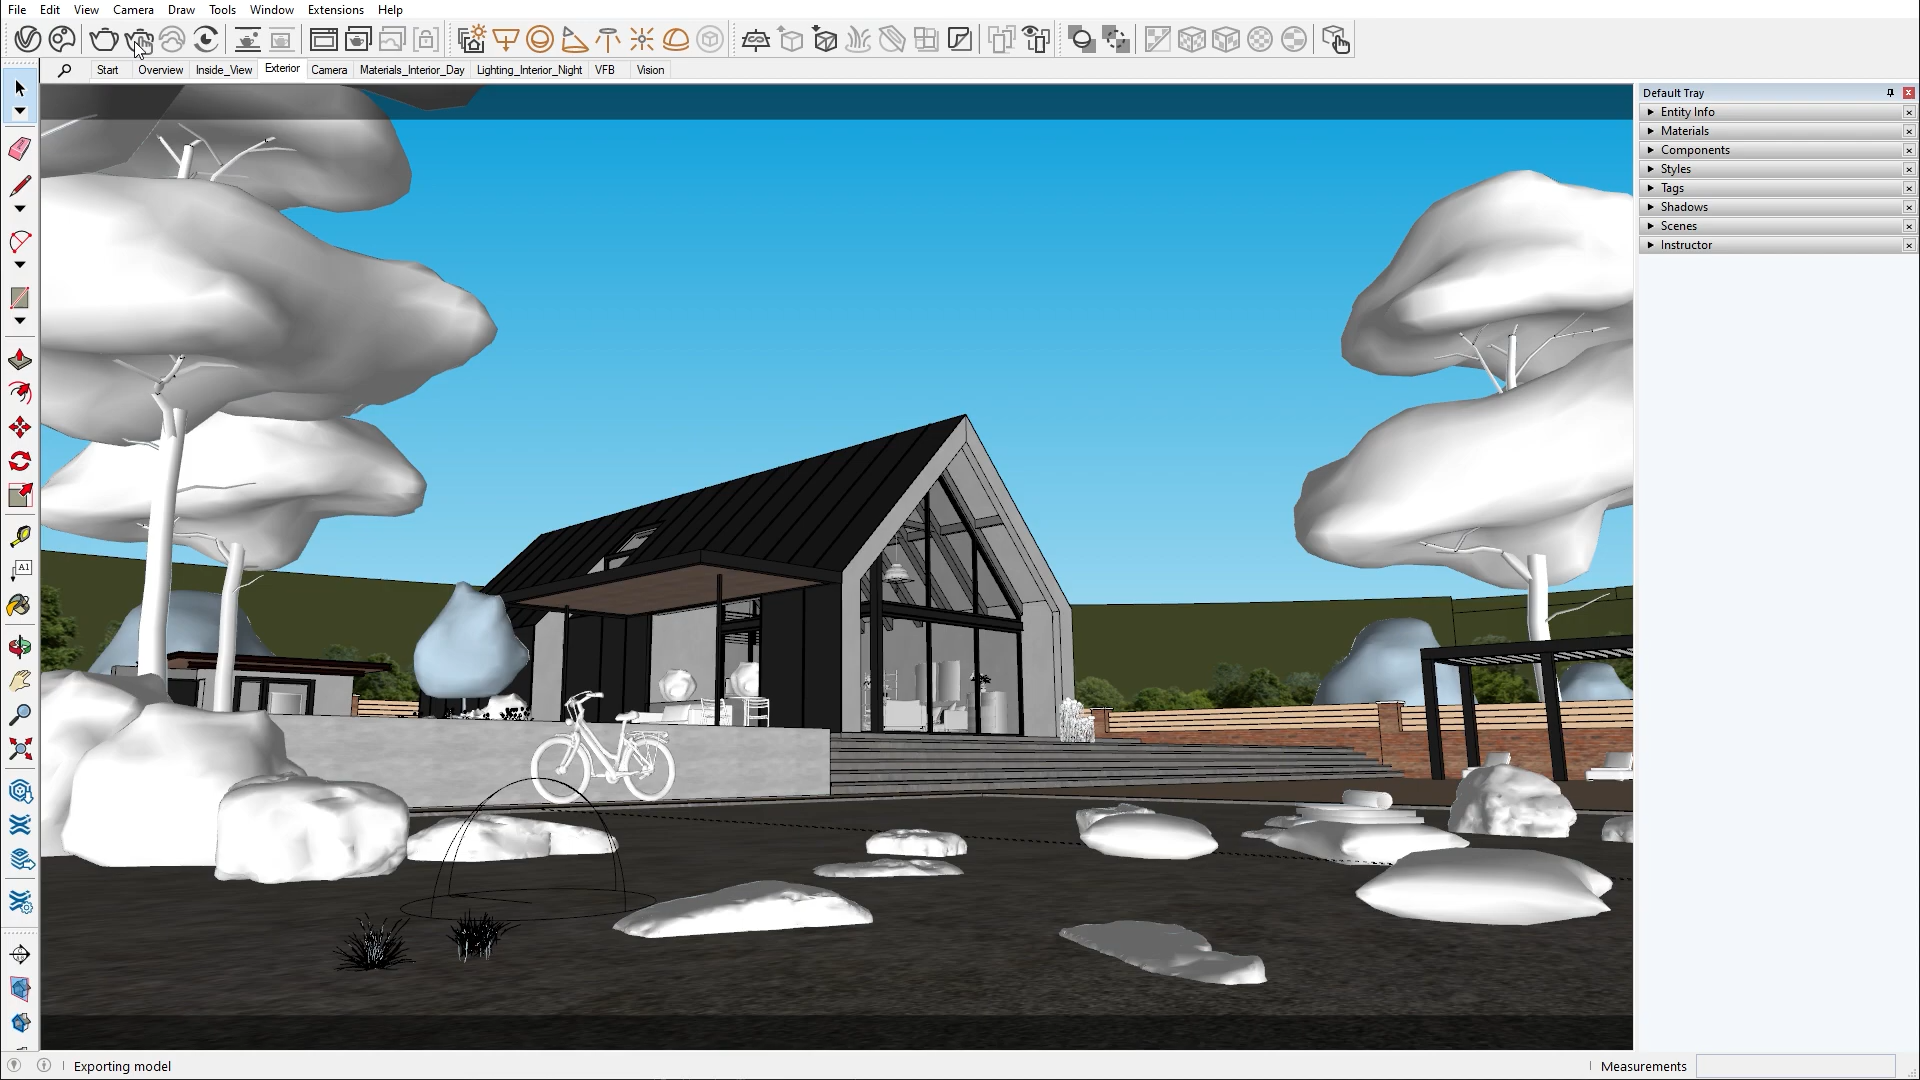 File Edit View Camera Draw Tools Window Extensions Help
Start Overview Inside_View Exterior Camera Materials_Interior_Day Lighting_Interior_Night VFB Vision
Default Tray
Entity Info
Materials
Components
Styles
Tags
Shadows
Scenes
Instructor
A1
Exporting model
Measurements